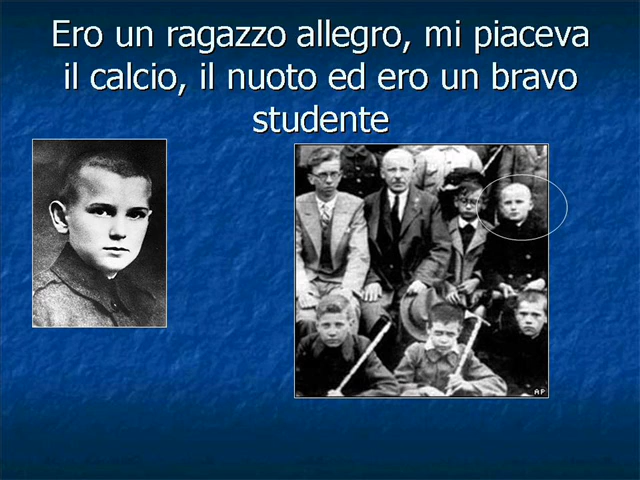 Ero un ragazzo allegro, mi piaceva
il calcio, il nuoto ed ero un bravo
studente
AP